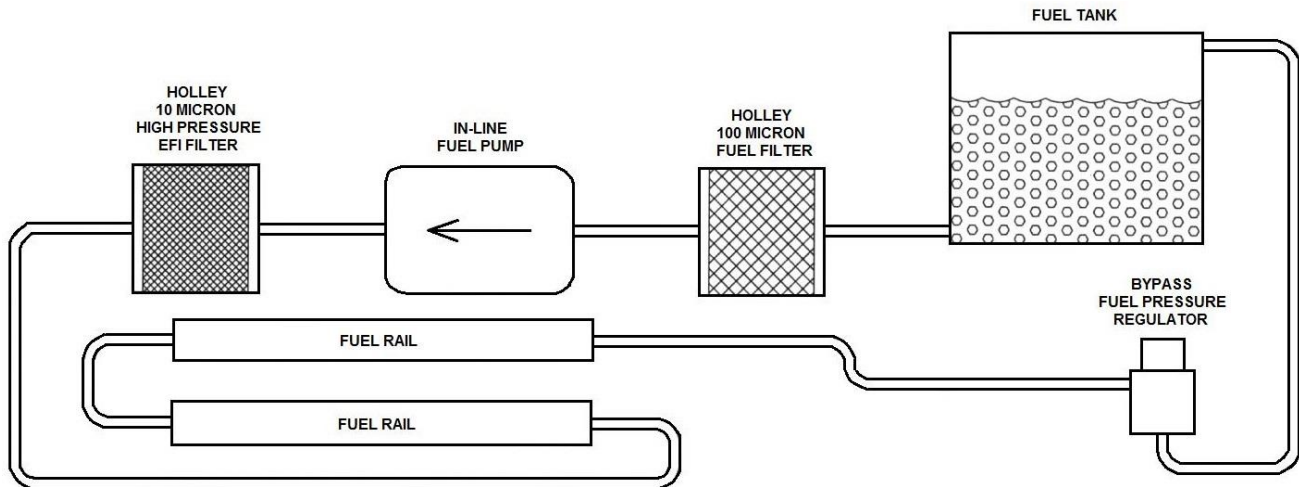 FUEL TANK
HOLLEY
10 MICRON
HIGH PRESSURE
EFI FILTER
IN-LINE
FUEL PUMP
HOLLEY
100 MICRON
FUEL FILTER
BYPASS
FUEL PRESSURE
REGULATOR
FUEL RAIL
FUEL RAIL